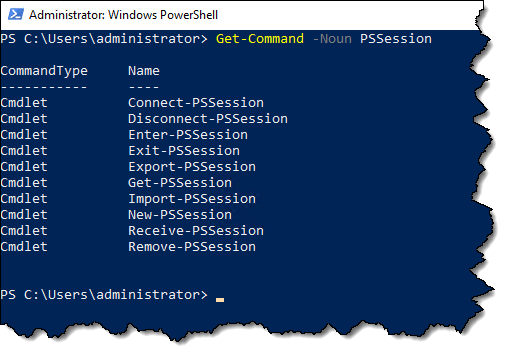 Administrator: Windows PowerShell
PS C:\Users\administrator> Get-Command -Noun PSSession
CommandType     Name
-----------     ----
Cmdlet          Connect-PSSession
Cmdlet          Disconnect-PSSession
Cmdlet          Enter-PSSession
Cmdlet          Exit-PSSession
Cmdlet          Export-PSSession
Cmdlet          Get-PSSession
Cmdlet          Import-PSSession
Cmdlet          New-PSSession
Cmdlet          Receive-PSSession
Cmdlet          Remove-PSSession
PS C:\Users\administrator> _